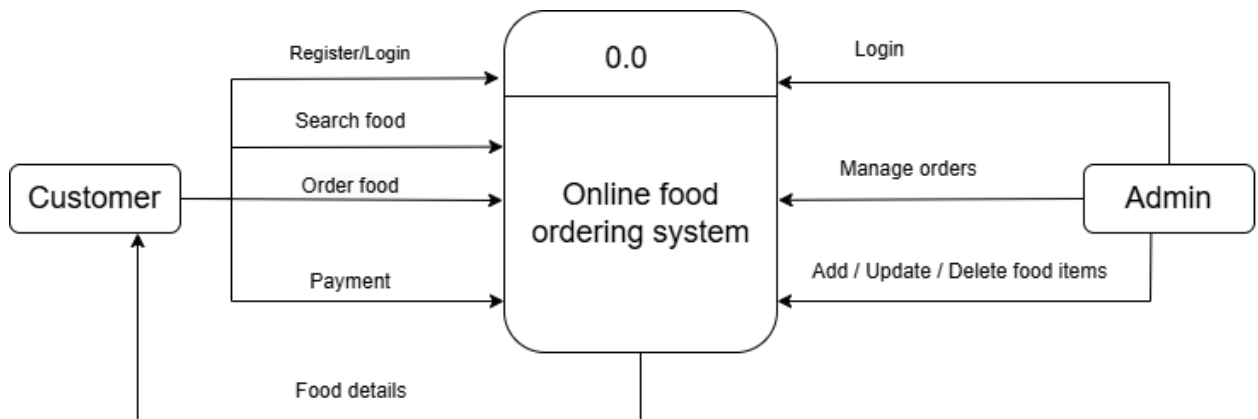 Register/Login
0.0
Login
Search food
Customer
Order food
Online food
ordering system
Manage orders
Admin
Payment
Add / Update / Delete food items
Food details